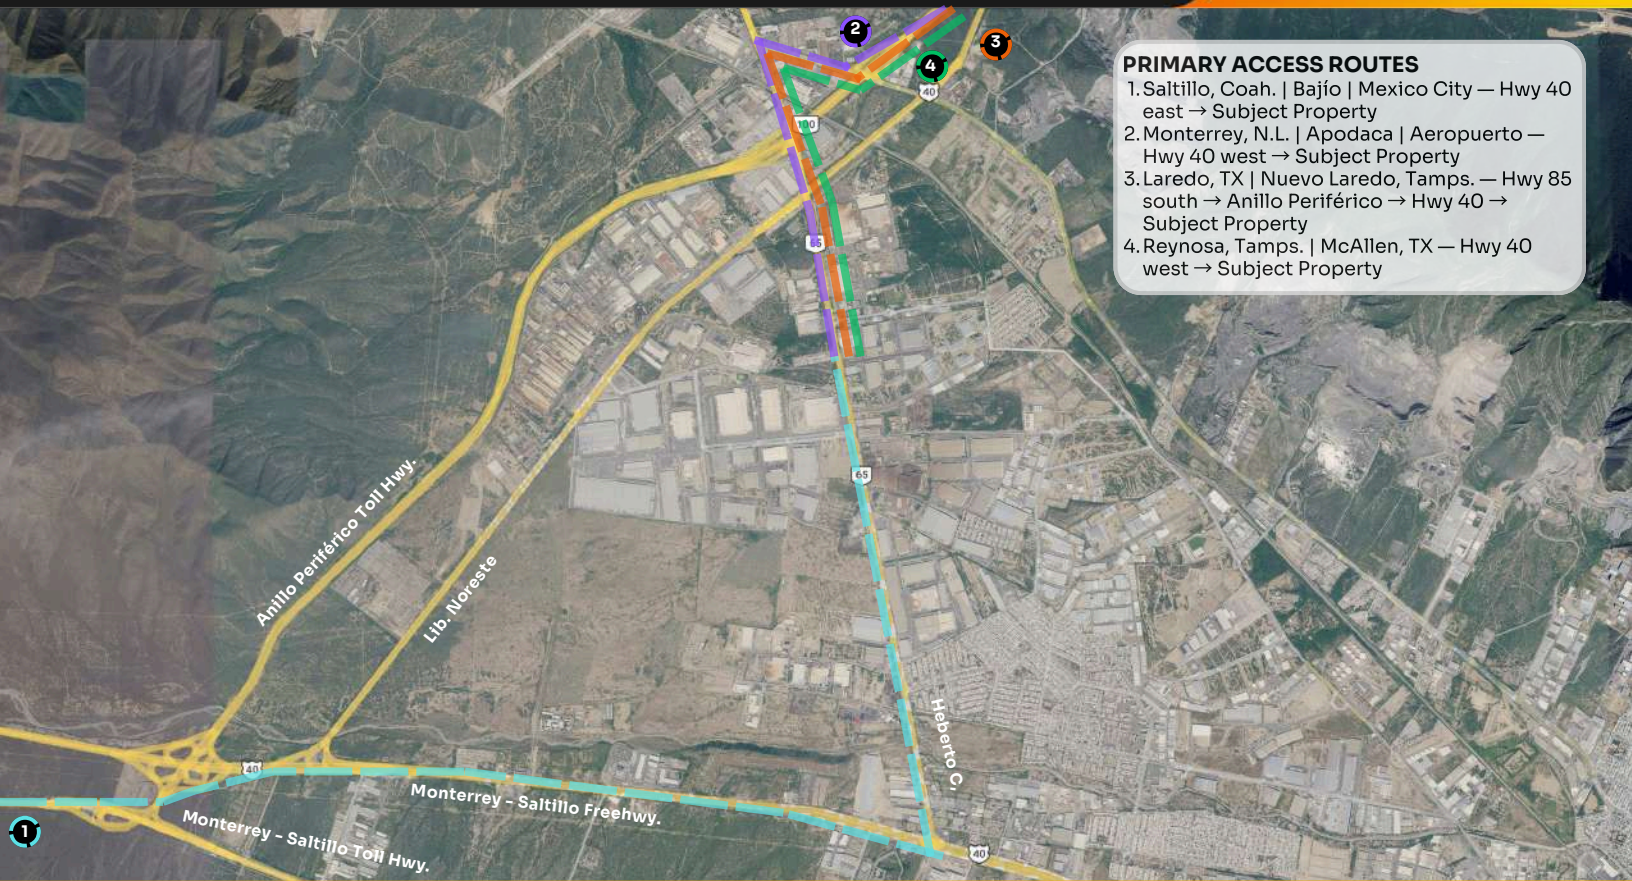 2
3
4
40
PRIMARY ACCESS ROUTES
1. Saltillo, Coah. | Bajío | Mexico City — Hwy 40
east → Subject Property
2. Monterrey, N.L. | Apodaca | Aeropuerto —
Hwy 40 west → Subject Property
3. Laredo, TX | Nuevo Laredo, Tamps. — Hwy 85
south → Anillo Periférico → Hwy 40 →
Subject Property
4. Reynosa, Tamps. | McAllen, TX — Hwy 40
west → Subject Property
100
65
65
Anillo Periférico Toll Hwy.
Lib. Noreste
Heberto C,
40
Monterrey – Saltillo Freehwy.
1
Monterrey – Saltillo Toll Hwy.
40